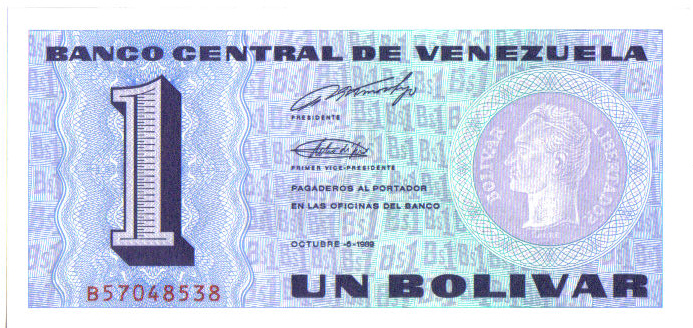 BANCO CENTRAL DE VENEZUELA
1
PRESIDENTE
PRIMER VICE-PRESIDENTE
PAGADEROS AL PORTADOR
EN LAS OFICINAS DEL BANCO
OCTUBRE -5-1989
BOLIVAR LIBERTADOR
B57048538
UN BOLIVAR